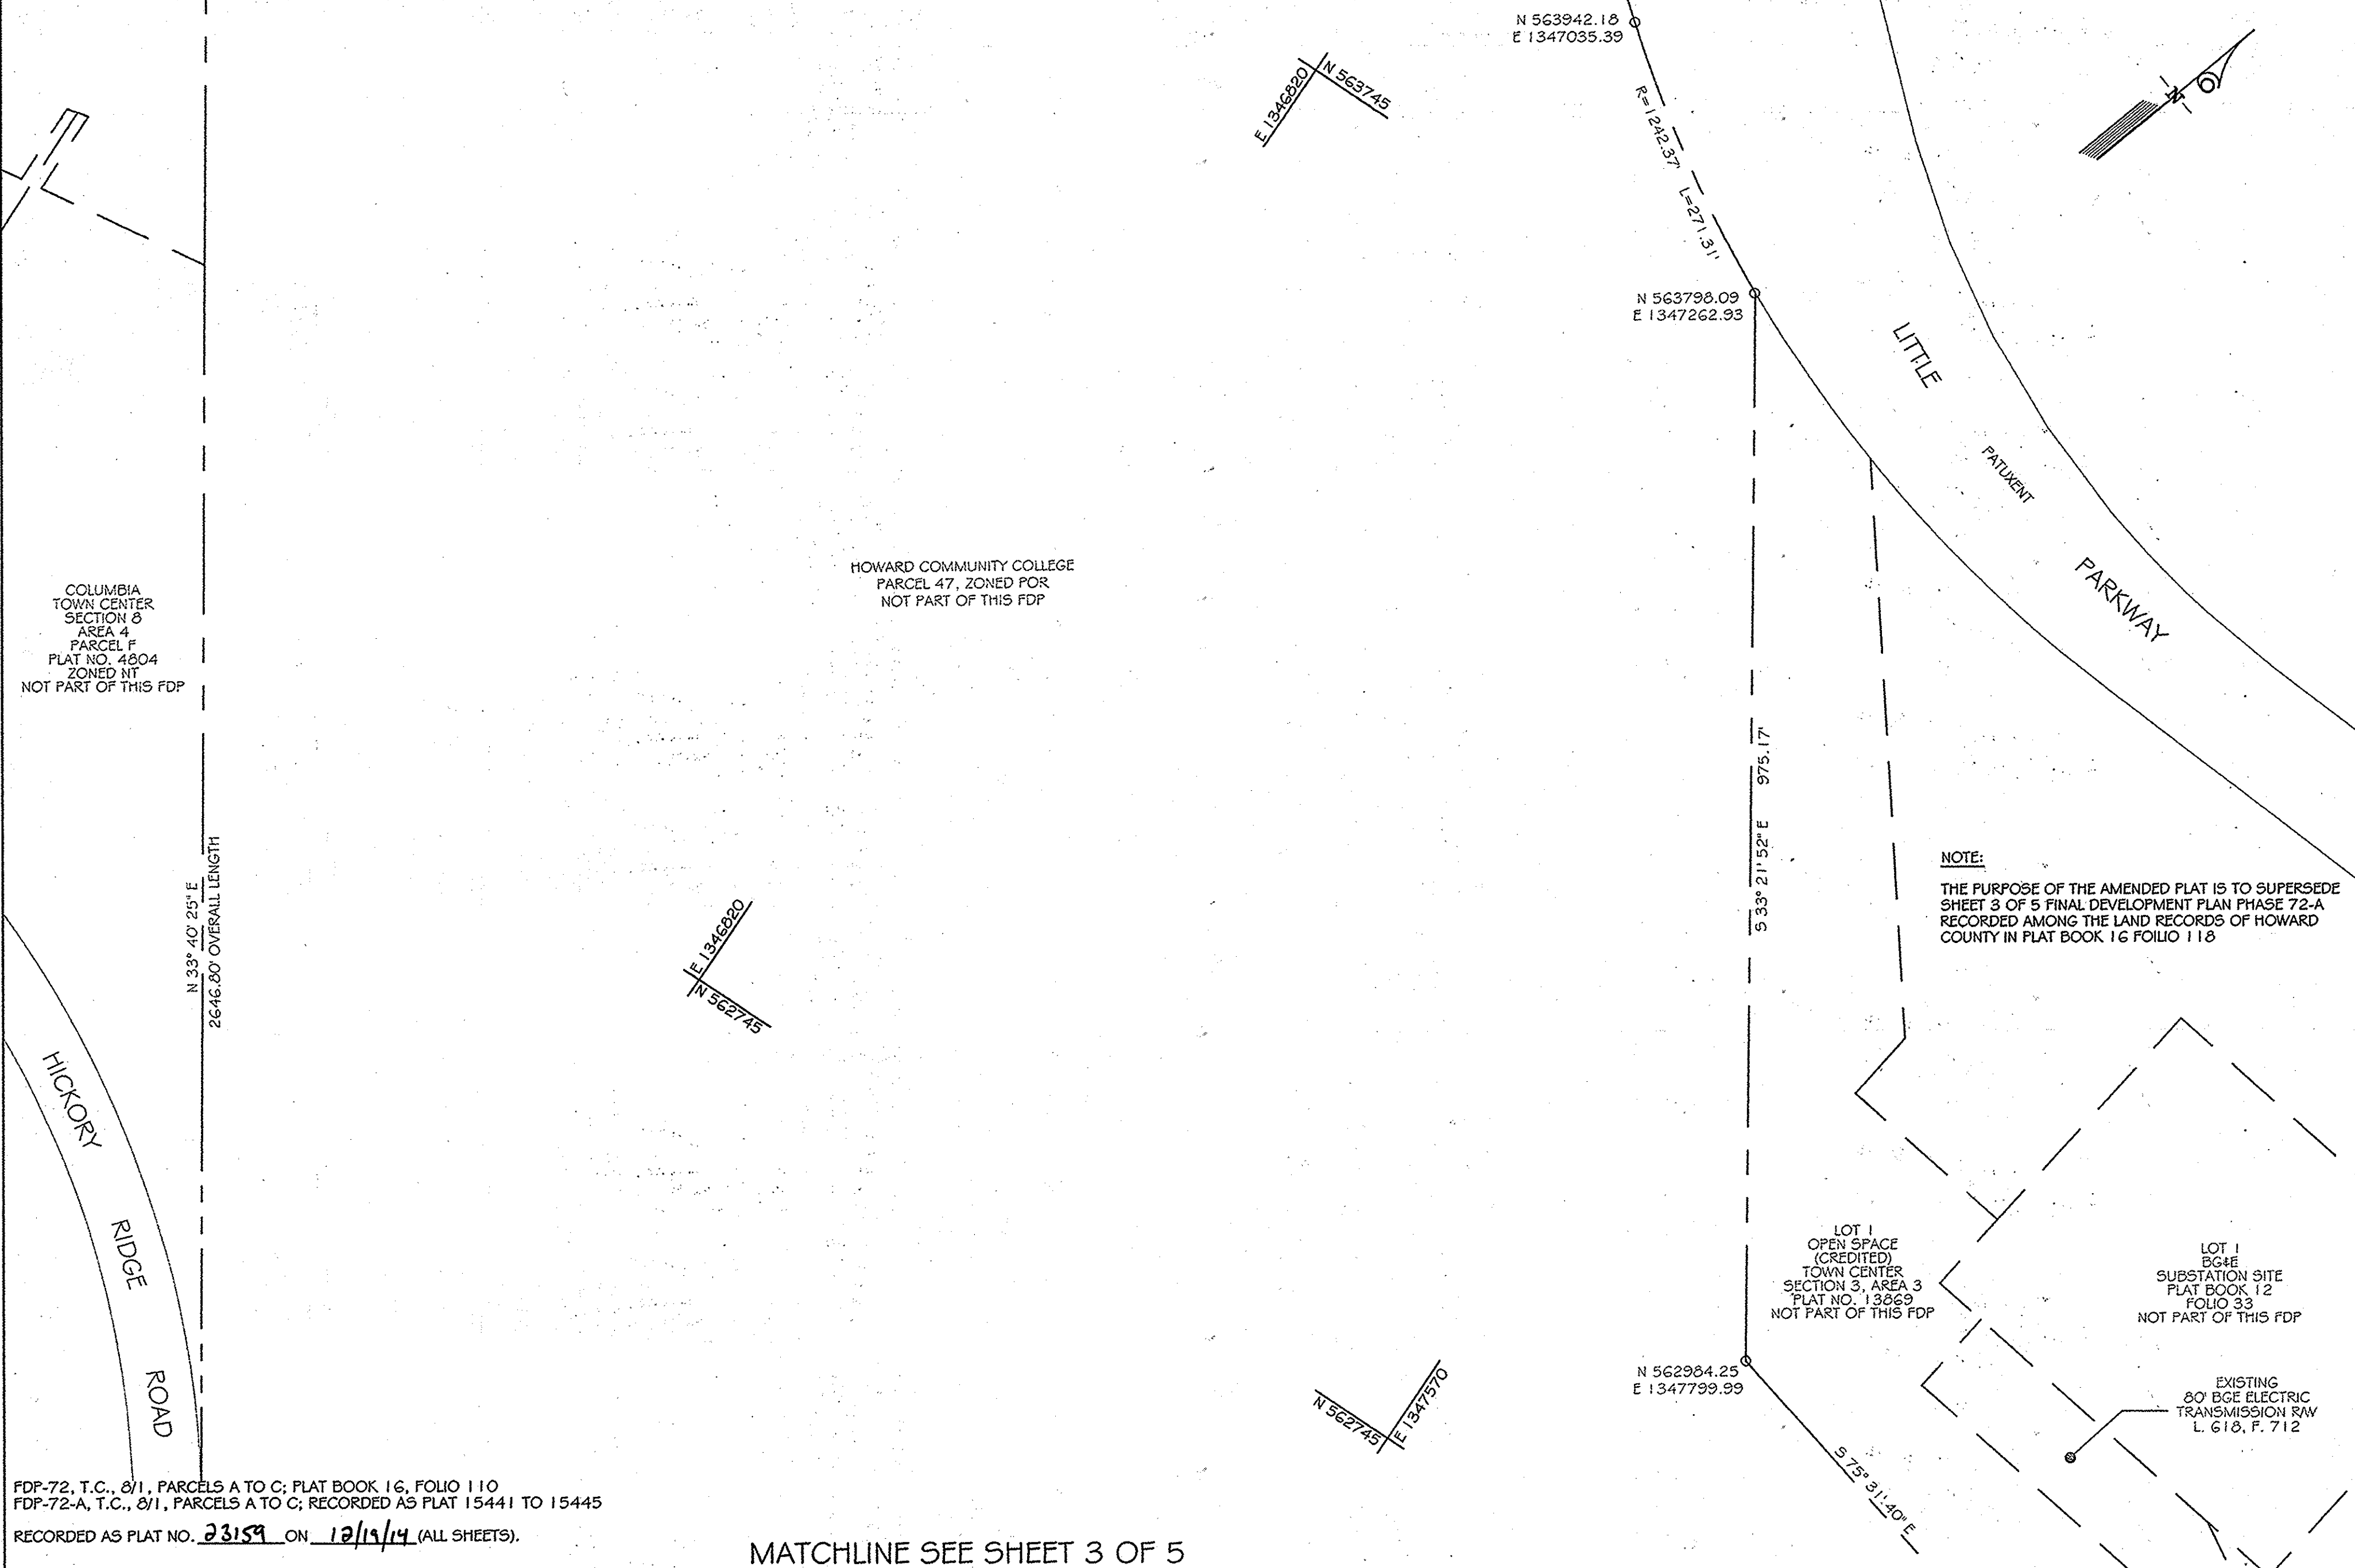 N 563942.18
E 1347035.39
E 1346820
N 563745
N
R=1242.37'
L=271.31'
N 563798.09
E 1347262.93
LITTLE
PATUXENT
PARKWAY
HOWARD COMMUNITY COLLEGE
PARCEL 47, ZONED POR
NOT PART OF THIS FDP
COLUMBIA
TOWN CENTER
SECTION 8
AREA 4
PARCEL F
PLAT NO. 4804
ZONED NT
NOT PART OF THIS FDP
S 33° 21' 52" E 975.17'
N 33° 40' 25" E
2646.80' OVERALL LENGTH
NOTE:
THE PURPOSE OF THE AMENDED PLAT IS TO SUPERSEDE
SHEET 3 OF 5 FINAL DEVELOPMENT PLAN PHASE 72-A
RECORDED AMONG THE LAND RECORDS OF HOWARD
COUNTY IN PLAT BOOK 16 FOILIO 118
E 1346820
N 562745
HICKORY
RIDGE
ROAD
LOT 1
OPEN SPACE
(CREDITED)
TOWN CENTER
SECTION 3, AREA 3
PLAT NO. 13869
NOT PART OF THIS FDP
LOT 1
BG&E
SUBSTATION SITE
PLAT BOOK 12
FOLIO 33
NOT PART OF THIS FDP
N 562984.25
E 1347799.99
N 562745
E 1347570
EXISTING
80' BGE ELECTRIC
TRANSMISSION R/W
L. 618, F. 712
S 75° 31' 40" E
FDP-72, T.C., 8/1, PARCELS A TO C; PLAT BOOK 16, FOLIO 110
FDP-72-A, T.C., 8/1, PARCELS A TO C; RECORDED AS PLAT 15441 TO 15445
RECORDED AS PLAT NO. 23159 ON 12/19/14 (ALL SHEETS).
MATCHLINE SEE SHEET 3 OF 5